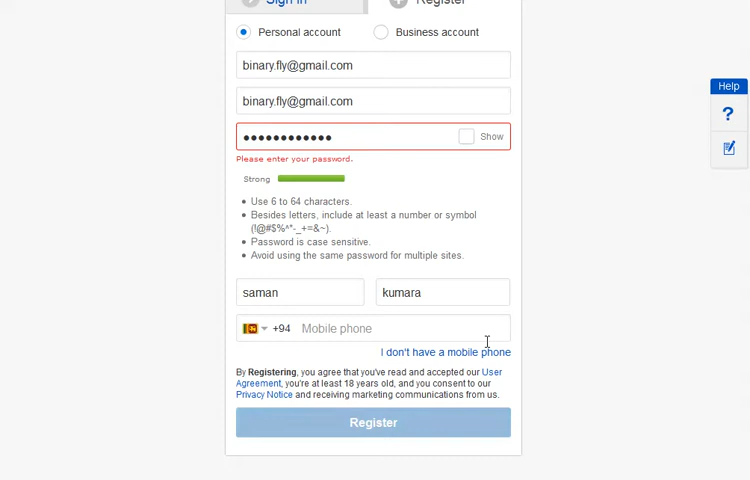 Sign in
Register
Personal account
Business account
binary.fly@gmail.com
binary.fly@gmail.com
●●●●●●●●●●●●
Show
Please enter your password.
Strong
Use 6 to 64 characters.
Besides letters, include at least a number or symbol
(!@#$%^*-_+=&~).
Password is case sensitive.
Avoid using the same password for multiple sites.
saman
kumara
+94
Mobile phone
I don't have a mobile phone
By Registering, you agree that you've read and accepted our User
Agreement, you're at least 18 years old, and you consent to our
Privacy Notice and receiving marketing communications from us.
Register
Help
?